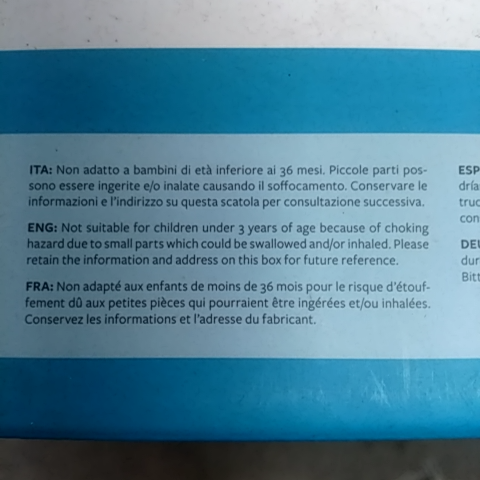 ITA: Non adatto a bambini di età inferiore ai 36 mesi. Piccole parti pos-
sono essere ingerite e/o inalate causando il soffocamento. Conservare le
informazioni e l'indirizzo su questa scatola per consultazione successiva.
ENG: Not suitable for children under 3 years of age because of choking
hazard due to small parts which could be swallowed and/or inhaled. Please
retain the information and address on this box for future reference.
FRA: Non adapté aux enfants de moins de 36 mois pour le risque d'étouf-
fement dû aux petites pièces qui pourraient être ingérées et/ou inhalées.
Conservez les informations et l'adresse du fabricant.
ESP
dría
truc
con
DEU
dur
Bitt